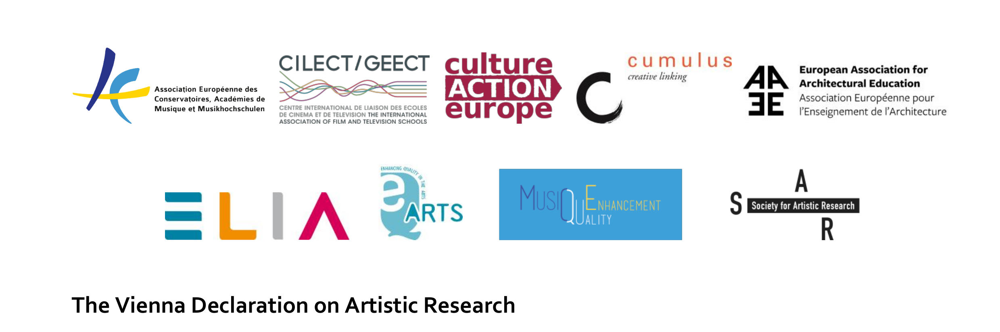 Association Européenne des
Conservatoires, Académies de
Musique et Musikhochschulen
CILECT/GEECT
CENTRE INTERNATIONAL DE LIAISON DES ECOLES
DE CINEMA ET DE TELEVISION THE INTERNATIONAL
ASSOCIATION OF FILM AND TELEVISION SCHOOLS
culture
ACTION
europe
cumulus
creative linking
C
AA
EE
European Association for
Architectural Education
Association Européenne pour
l'Enseignement de l'Architecture
ELIA
ENHANCING QUALITY IN THE ARTS
eQ
ARTS
MUSIQUE
ENHANCEMENT
QUALITY
A
S
Society for Artistic Research
R
The Vienna Declaration on Artistic Research